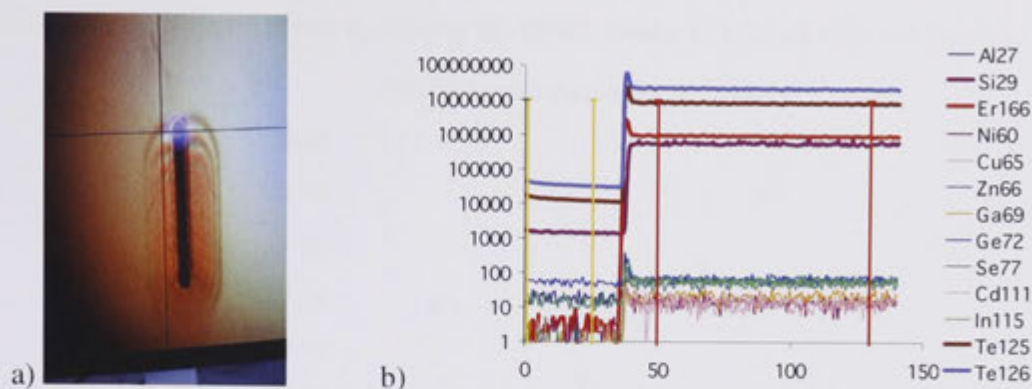 a)
b)
100000000
10000000
1000000
100000
10000
1000
100
10
1
0
50
100
150
Al27
Si29
Er166
Ni60
Cu65
Zn66
Ga69
Ge72
Se77
Cd111
In115
Te125
Te126